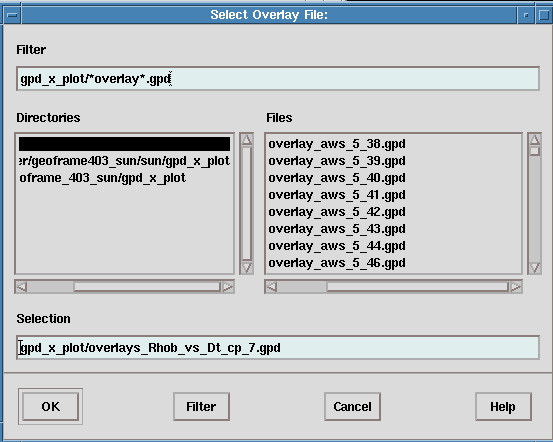 Select Overlay File:
Filter
gpd_x_plot/*overlay*.gpd
Directories
Files
er/geoframe403_sun/sun/gpd_x_plot
oframe_403_sun/gpd_x_plot
overlay_aws_5_38.gpd
overlay_aws_5_39.gpd
overlay_aws_5_40.gpd
overlay_aws_5_41.gpd
overlay_aws_5_42.gpd
overlay_aws_5_43.gpd
overlay_aws_5_44.gpd
overlay_aws_5_46.gpd
Selection
gpd_x_plot/overlays_Rhob_vs_Dt_cp_7.gpd
OK
Filter
Cancel
Help